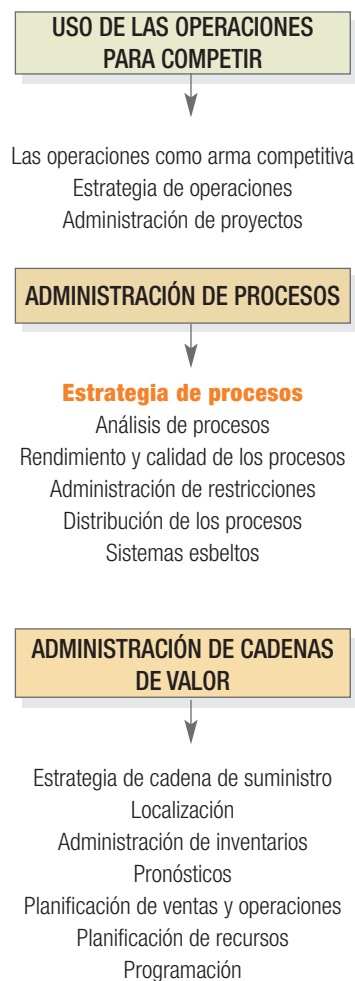 USO DE LAS OPERACIONES
PARA COMPETIR
Las operaciones como arma competitiva
Estrategia de operaciones
Administración de proyectos
ADMINISTRACIÓN DE PROCESOS
Estrategia de procesos
Análisis de procesos
Rendimiento y calidad de los procesos
Administración de restricciones
Distribución de los procesos
Sistemas esbeltos
ADMINISTRACIÓN DE CADENAS
DE VALOR
Estrategia de cadena de suministro
Localización
Administración de inventarios
Pronósticos
Planificación de ventas y operaciones
Planificación de recursos
Programación